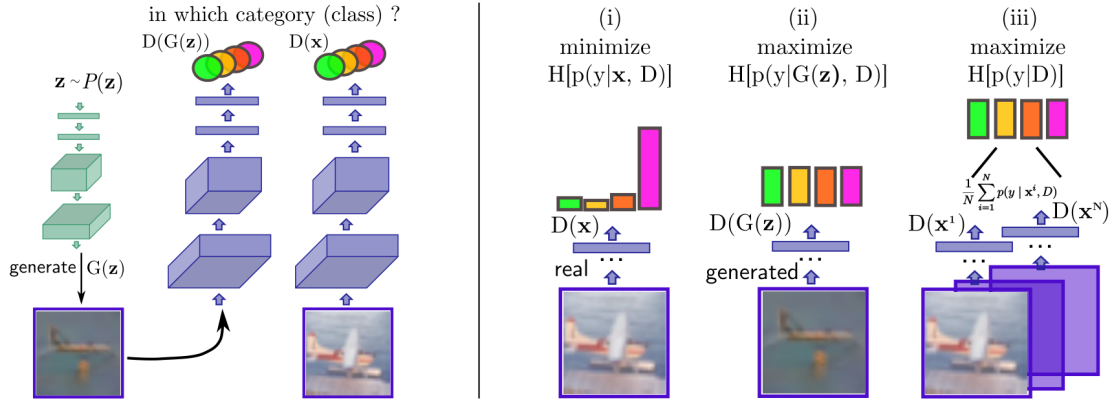 in which category (class) ?
D(G(z))
D(x)
z ~ P(z)
generate
G(z)
(i)
minimize
H[p(y|x, D)]
D(x)
real
...
(ii)
maximize
H[p(y|G(z), D)]
D(G(z))
generated
...
(iii)
maximize
H[p(y|D)]
1/N ∑ i=1 N p(y | x^i, D)
D(x^1)
...
D(x^N)
...